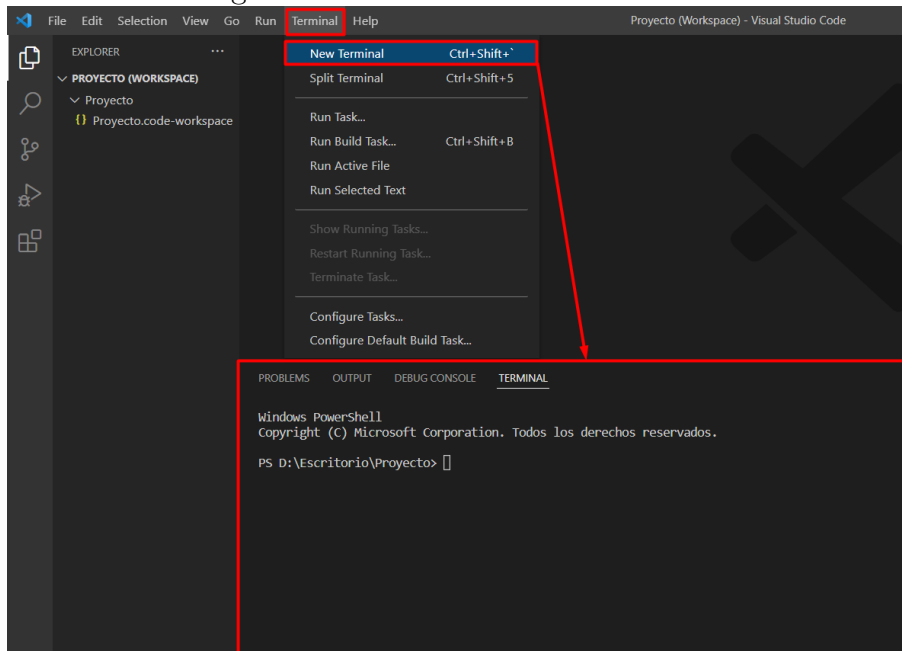 File Edit Selection View Go Run Terminal Help Proyecto (Workspace) - Visual Studio Code
EXPLORER ···
PROYECTO (WORKSPACE)
Proyecto
{} Proyecto.code-workspace
New Terminal Ctrl+Shift+`
Split Terminal Ctrl+Shift+5
Run Task...
Run Build Task... Ctrl+Shift+B
Run Active File
Run Selected Text
Show Running Tasks...
Restart Running Task...
Terminate Task...
Configure Tasks...
Configure Default Build Task...
PROBLEMS OUTPUT DEBUG CONSOLE TERMINAL
Windows PowerShell
Copyright (C) Microsoft Corporation. Todos los derechos reservados.
PS D:\Escritorio\Proyecto>